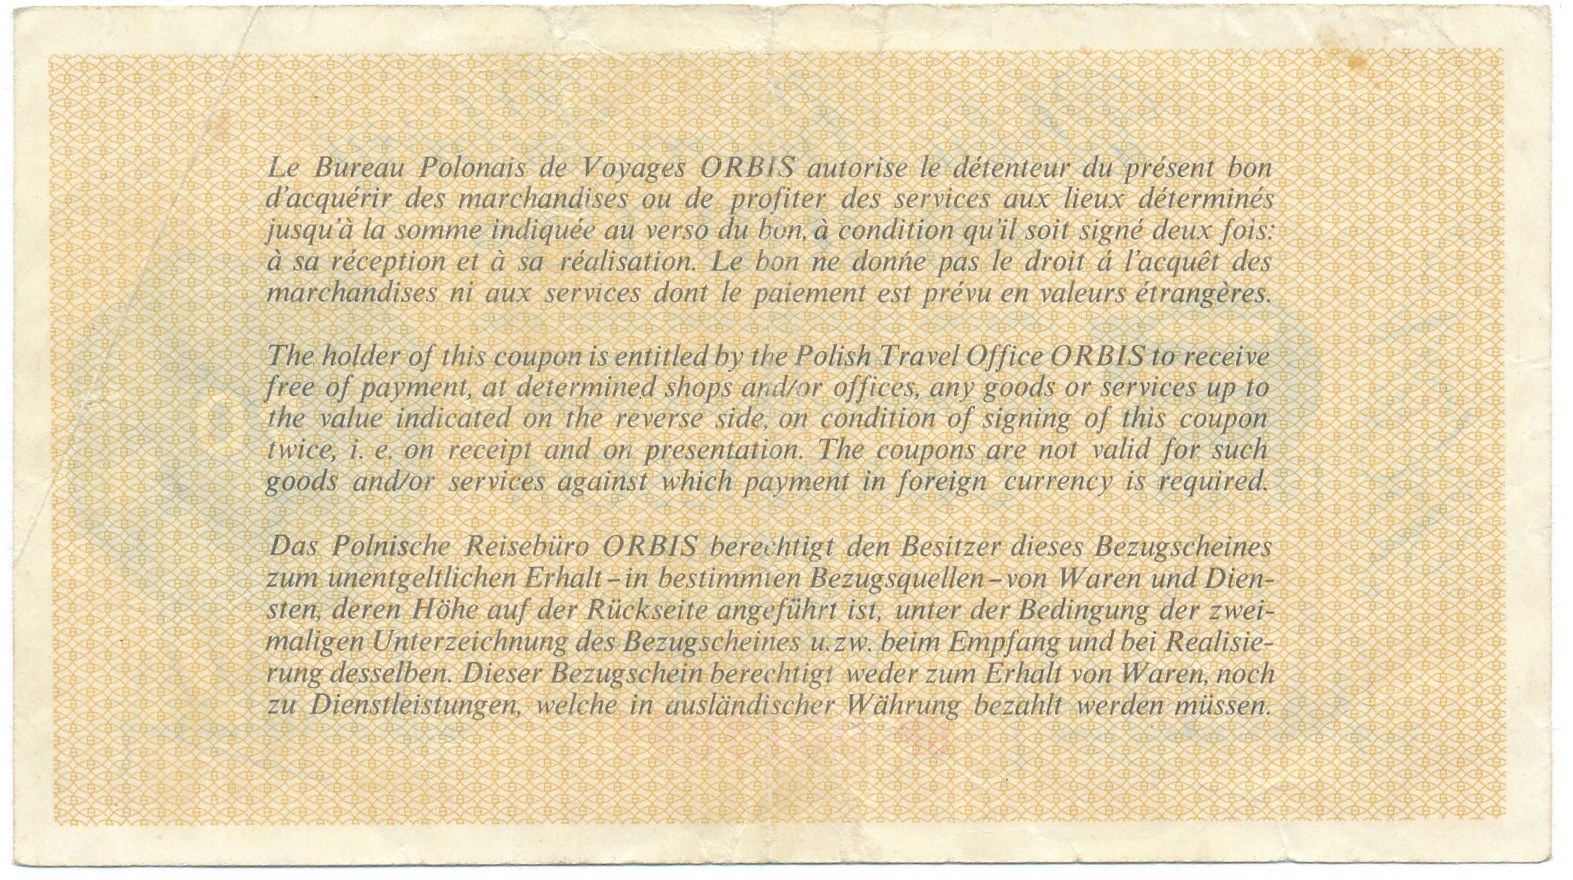 Le Bureau Polonais de Voyages ORBIS autorise le détenteur du présent bon
d'acquérir des marchandises ou de profiter des services aux lieux déterminés
jusqu'à la somme indiquée au verso du bon, à condition qu'il soit signé deux fois:
à sa réception et à sa réalisation. Le bon ne donńe pas le droit á l'acquêt des
marchandises ni aux services dont le paiement est prévu en valeurs étrangères.
The holder of this coupon is entitled by the Polish Travel Office ORBIS to receive
free of payment, at determined shops and/or offices, any goods or services up to
the value indicated on the reverse side, on condition of signing of this coupon
twice, i. e. on receipt and on presentation. The coupons are not valid for such
goods and/or services against which payment in foreign currency is required.
Das Polnische Reisebüro ORBIS berechtigt den Besitzer dieses Bezugscheines
zum unentgeltlichen Erhalt – in bestimmten Bezugsquellen – von Waren und Dien-
sten, deren Höhe auf der Rückseite angeführt ist, unter der Bedingung der zwei-
maligen Unterzeichnung des Bezugscheines u. zw. beim Empfang und bei Realisie-
rung desselben. Dieser Bezugschein berechtigt weder zum Erhalt von Waren, noch
zu Dienstleistungen, welche in ausländischer Währung bezahlt werden müssen.